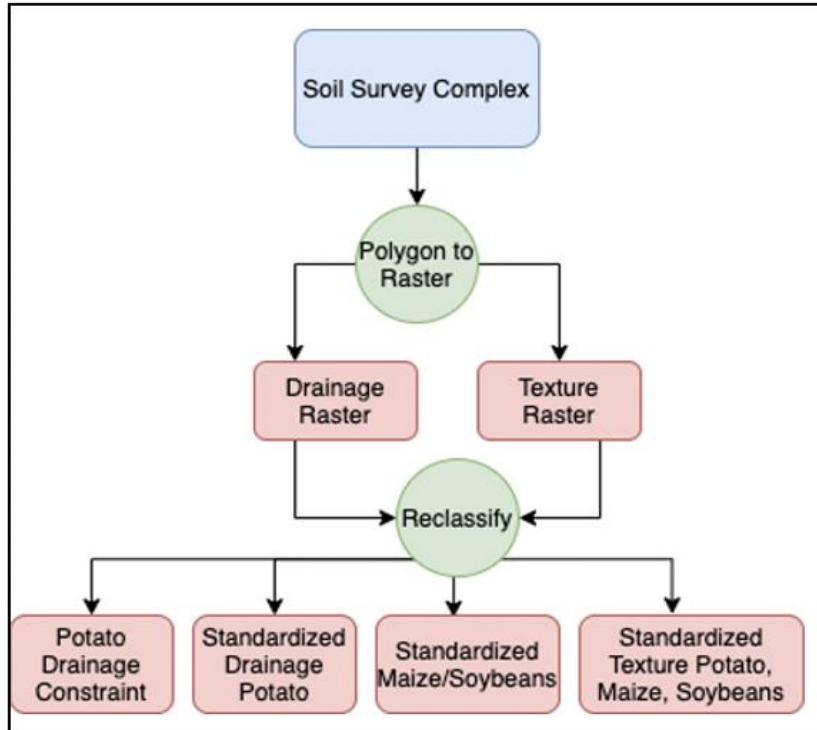 Soil Survey Complex
Polygon to
Raster
Drainage
Raster
Texture
Raster
Reclassify
Potato
Drainage
Constraint
Standardized
Drainage
Potato
Standardized
Maize/Soybeans
Standardized
Texture Potato,
Maize, Soybeans